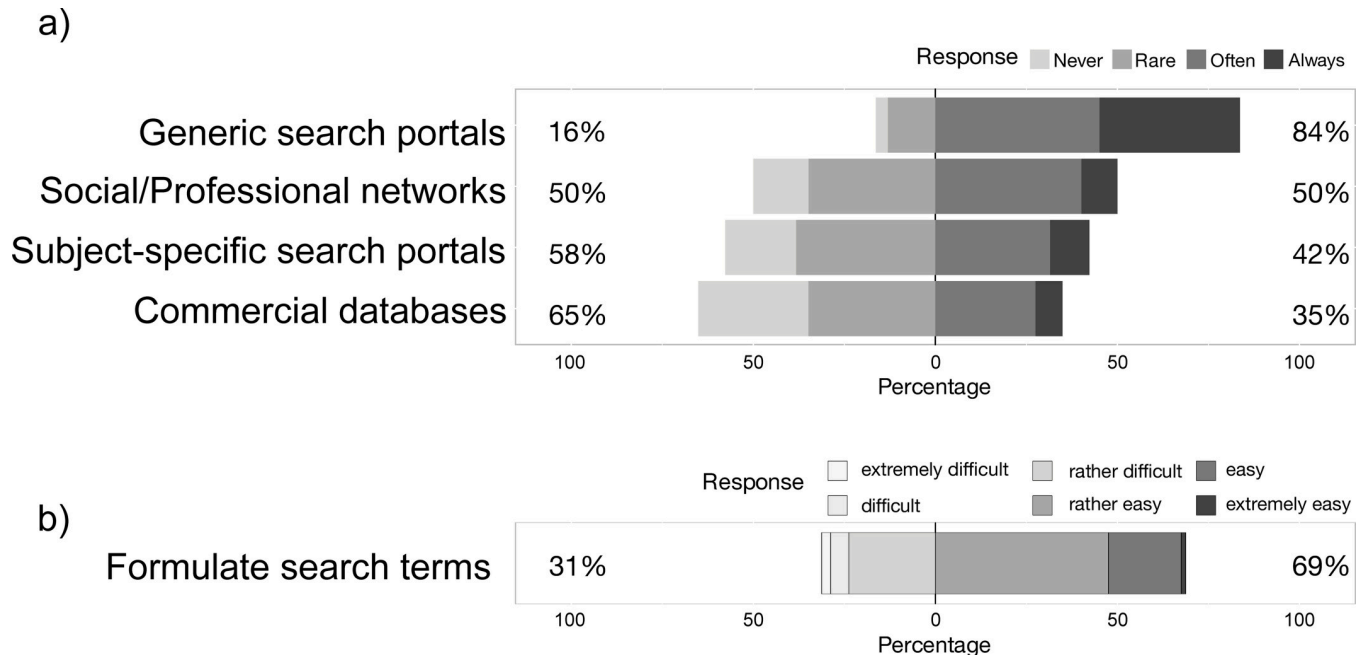 a)
Response Never Rare Often Always
Generic search portals 16% 84%
Social/Professional networks 50% 50%
Subject-specific search portals 58% 42%
Commercial databases 65% 35%
100 50 0 50 100
Percentage
Response extremely difficult rather difficult easy
difficult rather easy extremely easy
b)
Formulate search terms 31% 69%
100 50 0 50 100
Percentage